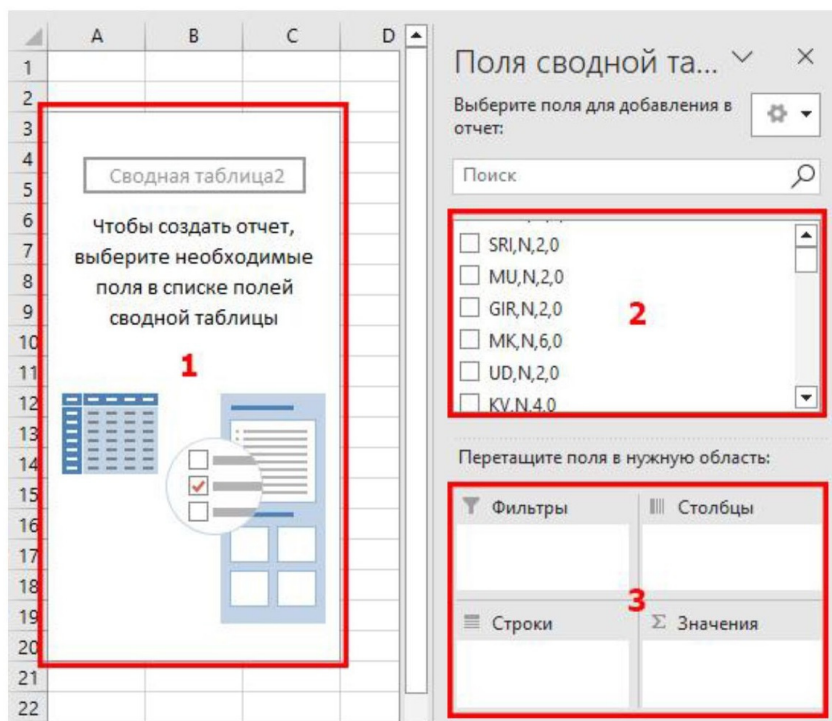 A B C D
1
2
3
4
5
6
7
8
9
10
11
12
13
14
15
16
17
18
19
20
21
22
Сводная таблица2
Чтобы создать отчет,
выберите необходимые
поля в списке полей
сводной таблицы
1
Поля сводной та...
Выберите поля для добавления в
отчет:
Поиск
SRI,N,2,0
MU,N,2,0
GIR,N,2,0
MK,N,6,0
UD,N,2,0
KV,N,4,0
2
Перетащите поля в нужную область:
Фильтры
Столбцы
3
Строки
Σ Значения